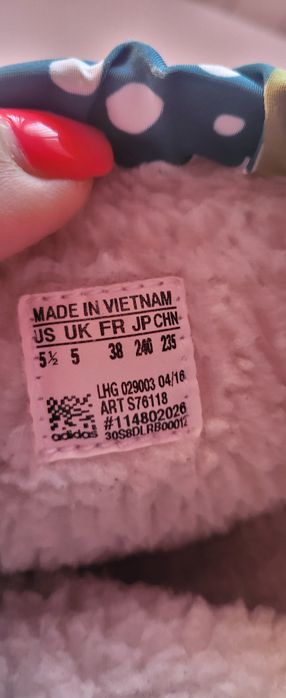 MADE IN VIETNAM
US UK FR JP CHN
5½ 5 38 240 235
LHG 029003 04/16
ART S76118
#114802026
adidas 30S8DLRB00012